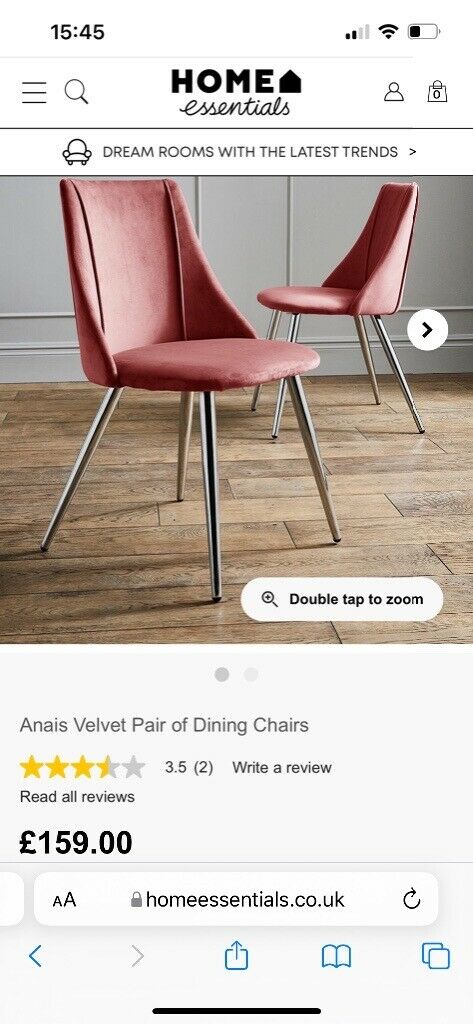 15:45
HOME
essentials
0
DREAM ROOMS WITH THE LATEST TRENDS >
Double tap to zoom
Anais Velvet Pair of Dining Chairs
3.5 (2) Write a review
Read all reviews
£159.00
AA homeessentials.co.uk